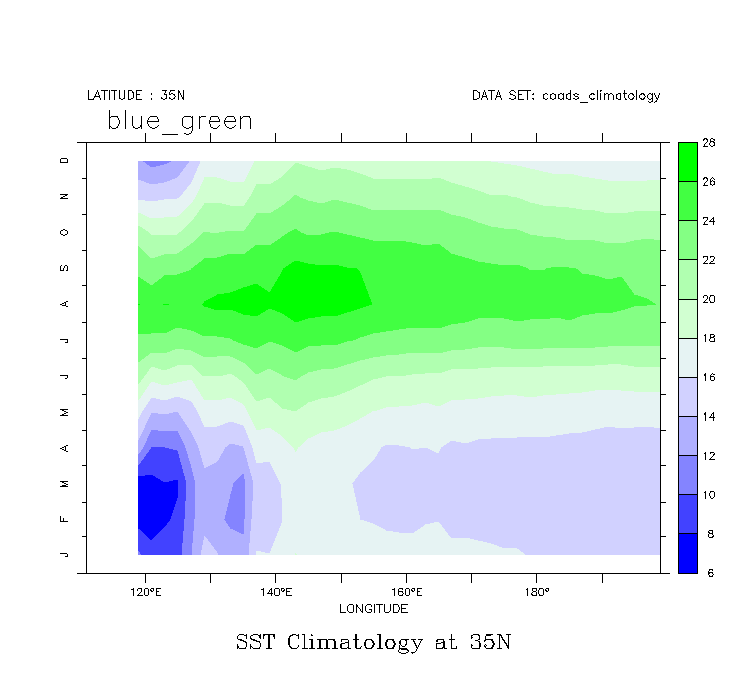 LATITUDE : 35N
DATA SET: coads_climatology
blue_green
D
N
O
S
A
J
J
M
A
M
F
J
28
26
24
22
20
18
16
14
12
10
8
6
120°E 140°E 160°E 180°
LONGITUDE
SST Climatology at 35N